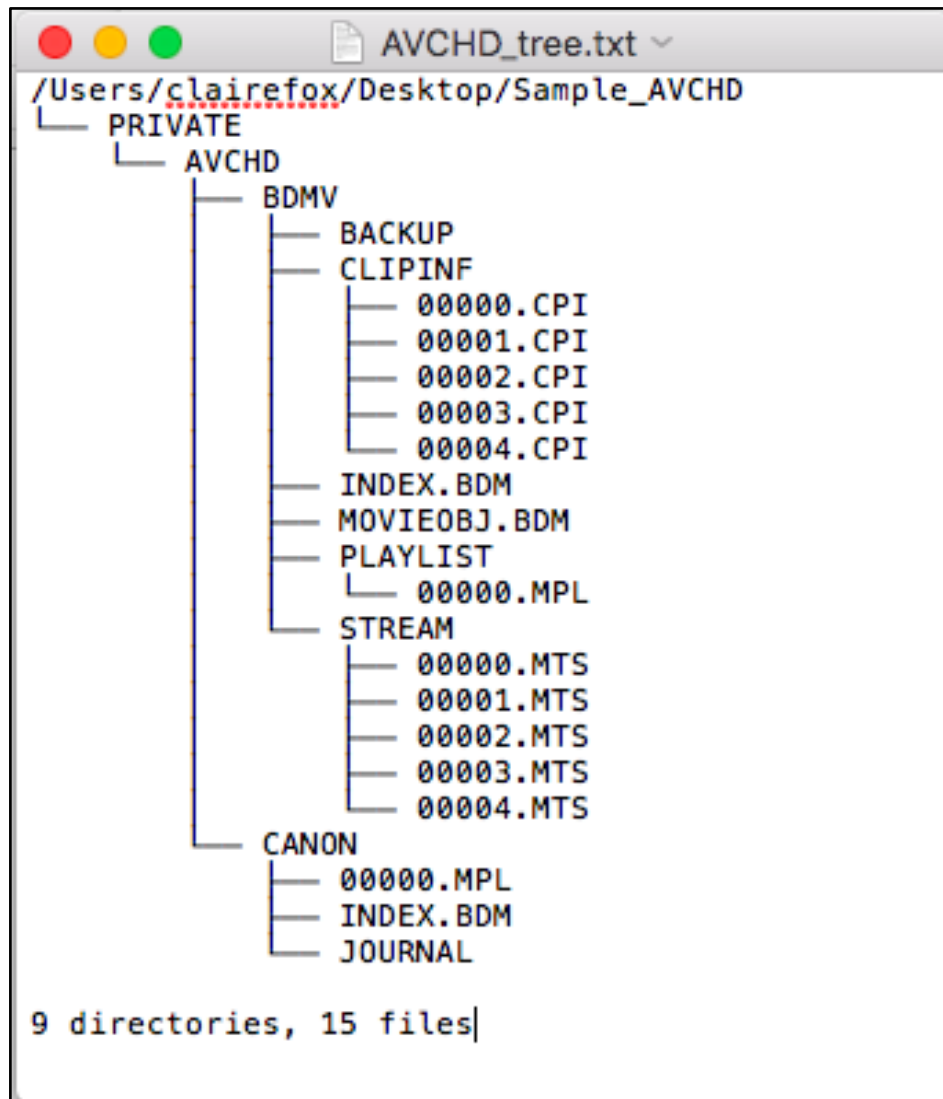 AVCHD_tree.txt
/Users/clairefox/Desktop/Sample_AVCHD
└── PRIVATE
    └── AVCHD
        ├── BDMV
        │   ├── BACKUP
        │   ├── CLIPINF
        │   │   ├── 00000.CPI
        │   │   ├── 00001.CPI
        │   │   ├── 00002.CPI
        │   │   ├── 00003.CPI
        │   │   └── 00004.CPI
        │   ├── INDEX.BDM
        │   ├── MOVIEOBJ.BDM
        │   ├── PLAYLIST
        │   │   └── 00000.MPL
        │   └── STREAM
        │       ├── 00000.MTS
        │       ├── 00001.MTS
        │       ├── 00002.MTS
        │       ├── 00003.MTS
        │       └── 00004.MTS
        └── CANON
            ├── 00000.MPL
            ├── INDEX.BDM
            └── JOURNAL
9 directories, 15 files